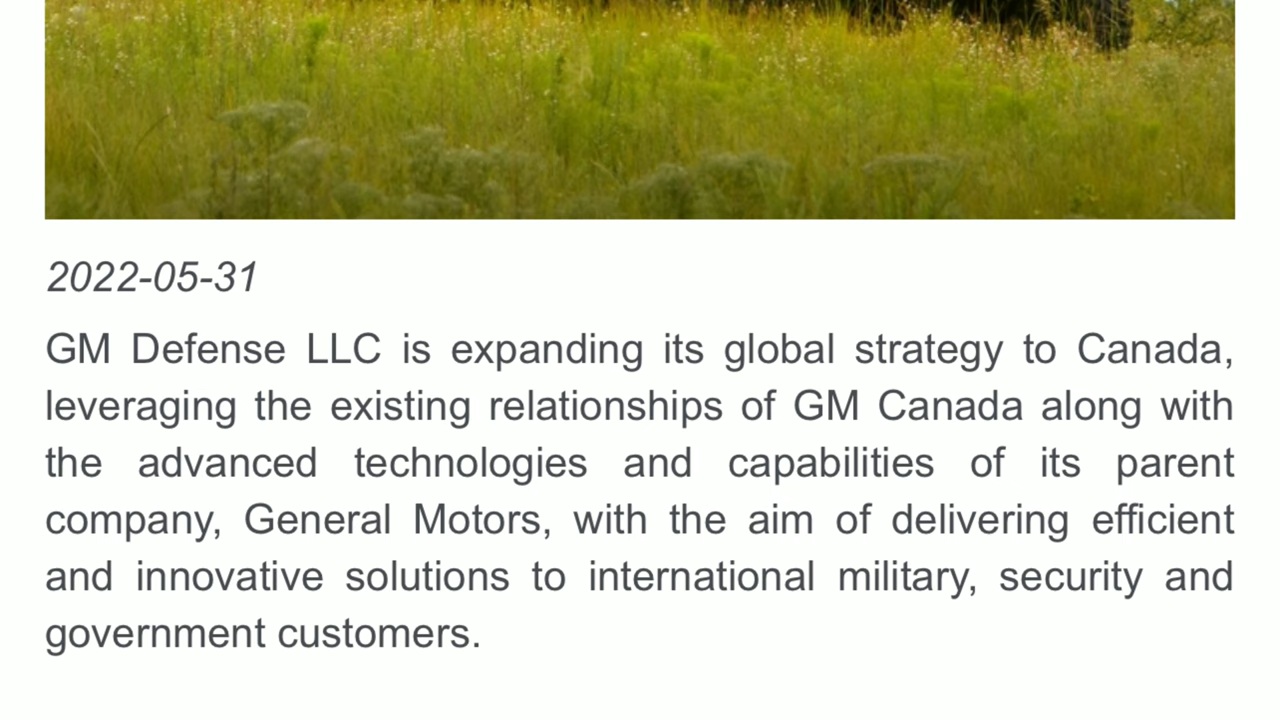 2022-05-31
GM Defense LLC is expanding its global strategy to Canada,
leveraging the existing relationships of GM Canada along with
the advanced technologies and capabilities of its parent
company, General Motors, with the aim of delivering efficient
and innovative solutions to international military, security and
government customers.